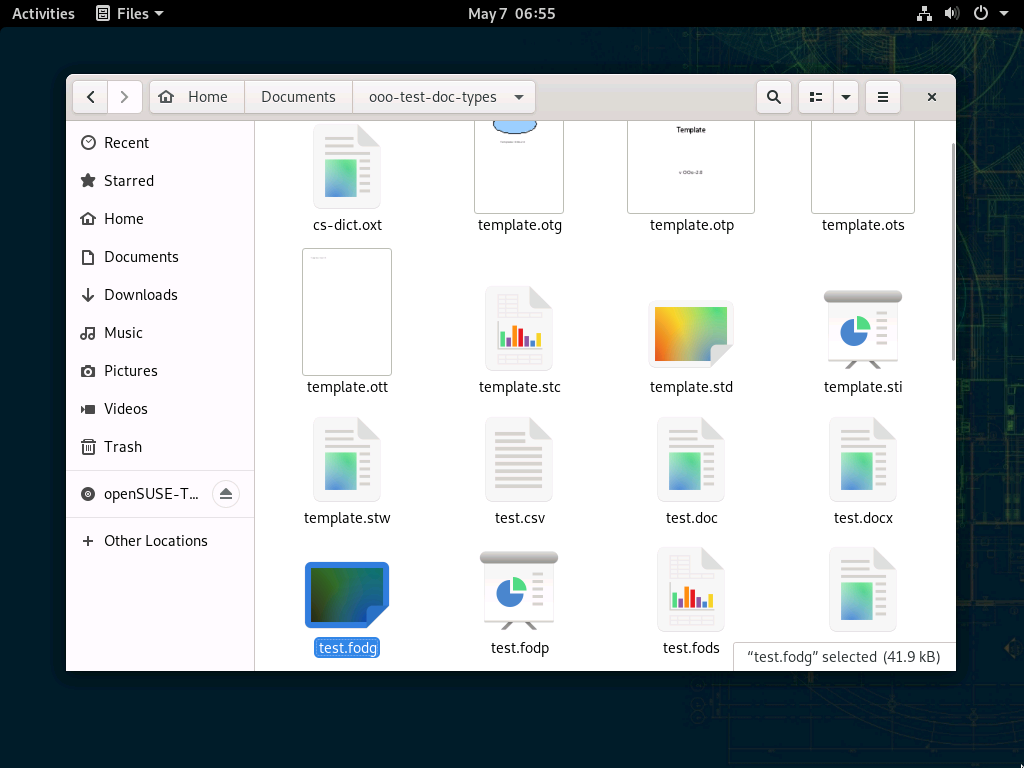 Activities Files May 7 06:55
Home Documents ooo-test-doc-types
Recent
Starred
Home
Documents
Downloads
Music
Pictures
Videos
Trash
openSUSE-T...
Other Locations
Template
v OOo-2.0
cs-dict.oxt template.otg template.otp template.ots
template.ott template.stc template.std template.sti
template.stw test.csv test.doc test.docx
test.fodg test.fodp test.fods
“test.fodg” selected (41.9 kB)